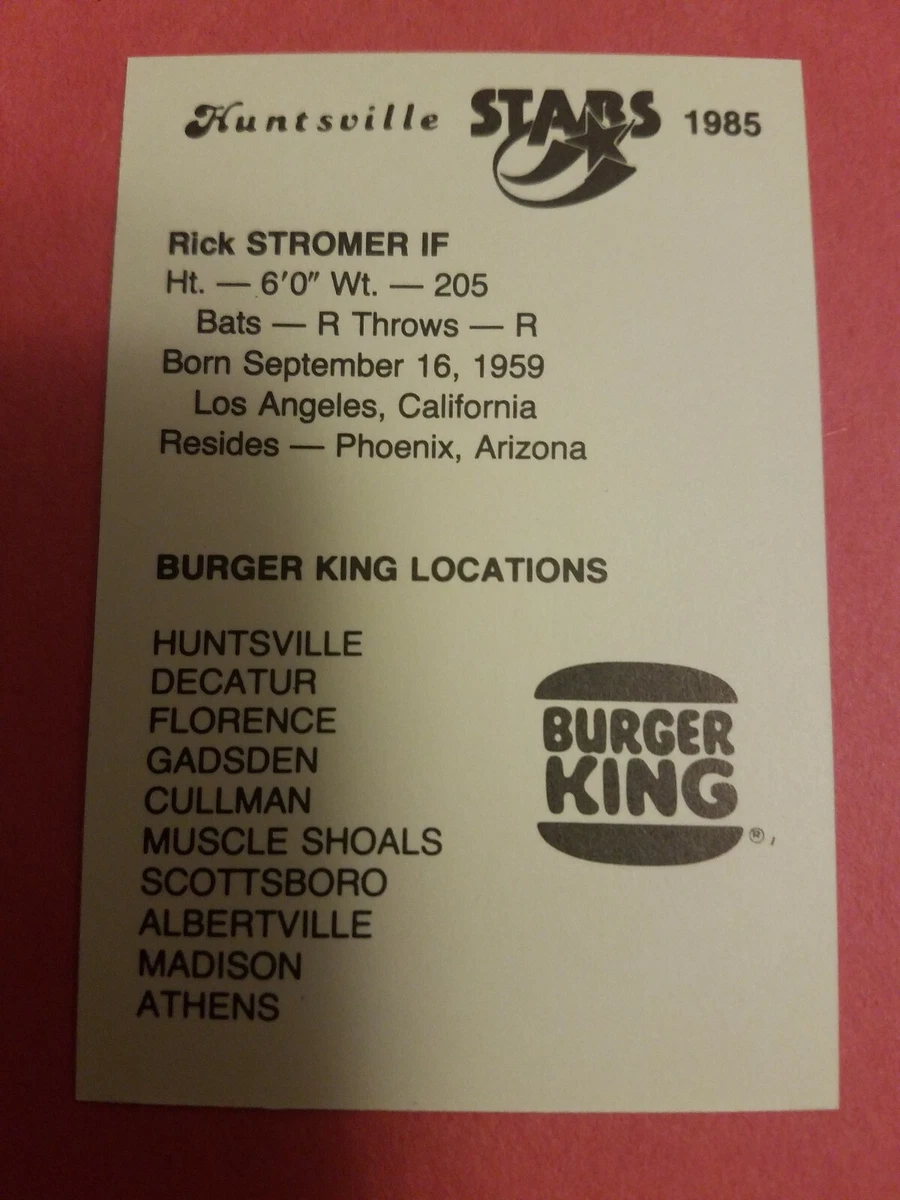 Huntsville STARS 1985
Rick STROMER IF
Ht. — 6'0" Wt. — 205
Bats — R Throws — R
Born September 16, 1959
Los Angeles, California
Resides — Phoenix, Arizona
BURGER KING LOCATIONS
HUNTSVILLE
DECATUR
FLORENCE
GADSDEN
CULLMAN
MUSCLE SHOALS
SCOTTSBORO
ALBERTVILLE
MADISON
ATHENS
BURGER
KING
®